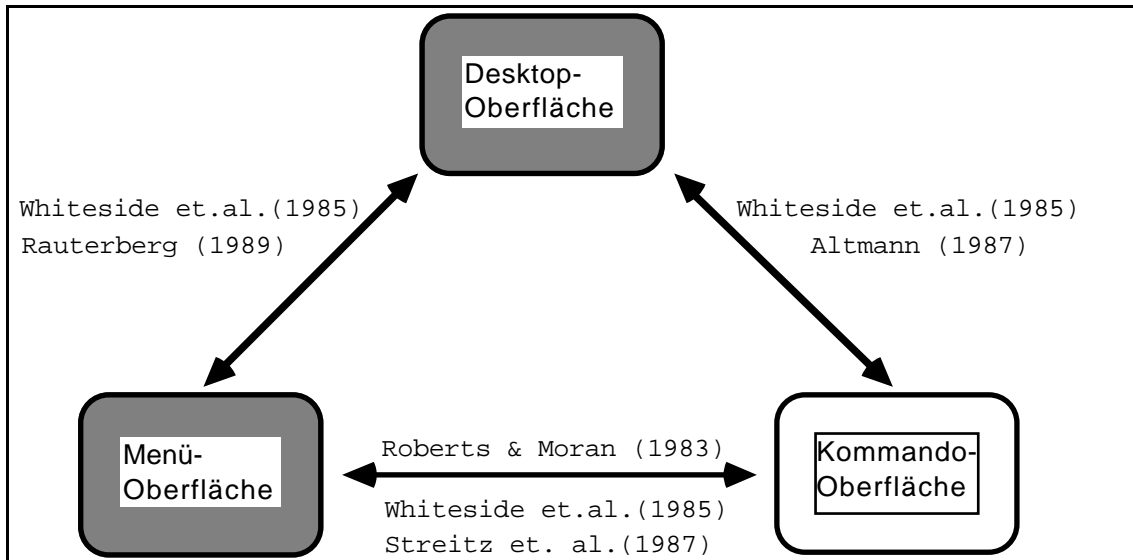 Desktop-
Oberfläche
Whiteside et.al.(1985)
Rauterberg (1989)
Whiteside et.al.(1985)
Altmann (1987)
Menü-
Oberfläche
Roberts & Moran (1983)
Whiteside et.al.(1985)
Streitz et. al.(1987)
Kommando-
Oberfläche